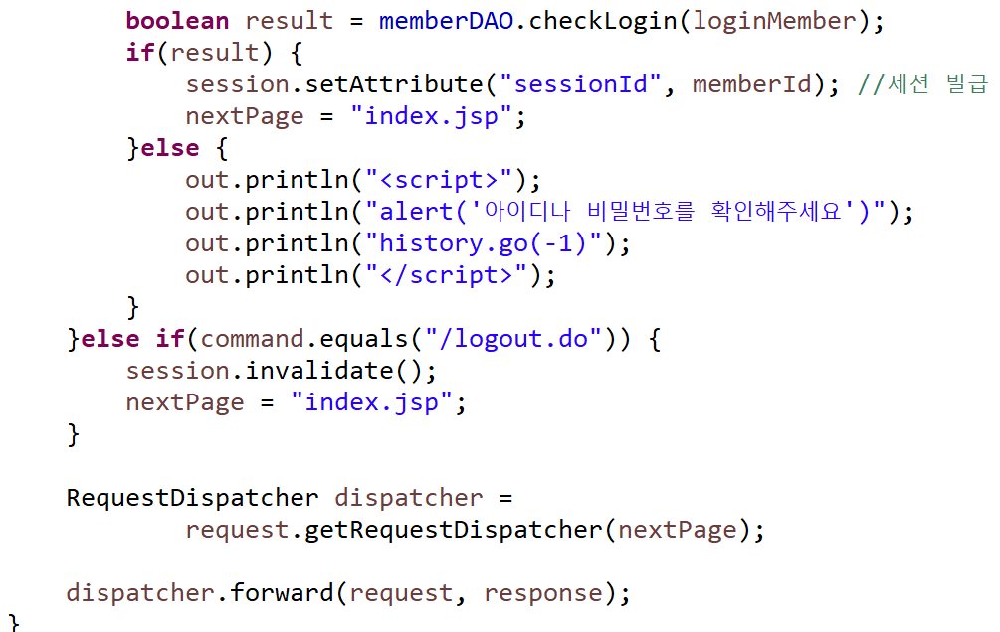 boolean result = memberDAO.checkLogin(loginMember);
if(result) {
session.setAttribute("sessionId", memberId); //세션 발급
nextPage = "index.jsp";
}else {
out.println("<script>");
out.println("alert('아이디나 비밀번호를 확인해주세요')");
out.println("history.go(-1)");
out.println("</script>");
}
}else if(command.equals("/logout.do")) {
session.invalidate();
nextPage = "index.jsp";
}
RequestDispatcher dispatcher =
request.getRequestDispatcher(nextPage);
dispatcher.forward(request, response);
}